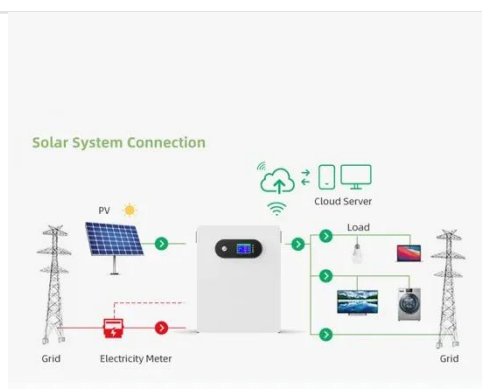 Solar System Connection
Cloud Server
PV
Load
Grid
Electricity Meter
Grid